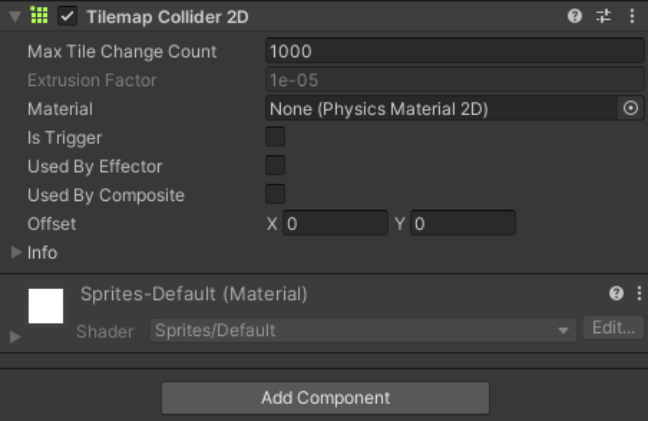 Tilemap Collider 2D
Max Tile Change Count 1000
Extrusion Factor 1e-05
Material None (Physics Material 2D)
Is Trigger
Used By Effector
Used By Composite
Offset X 0 Y 0
Info
Sprites-Default (Material)
Shader Sprites/Default Edit...
Add Component